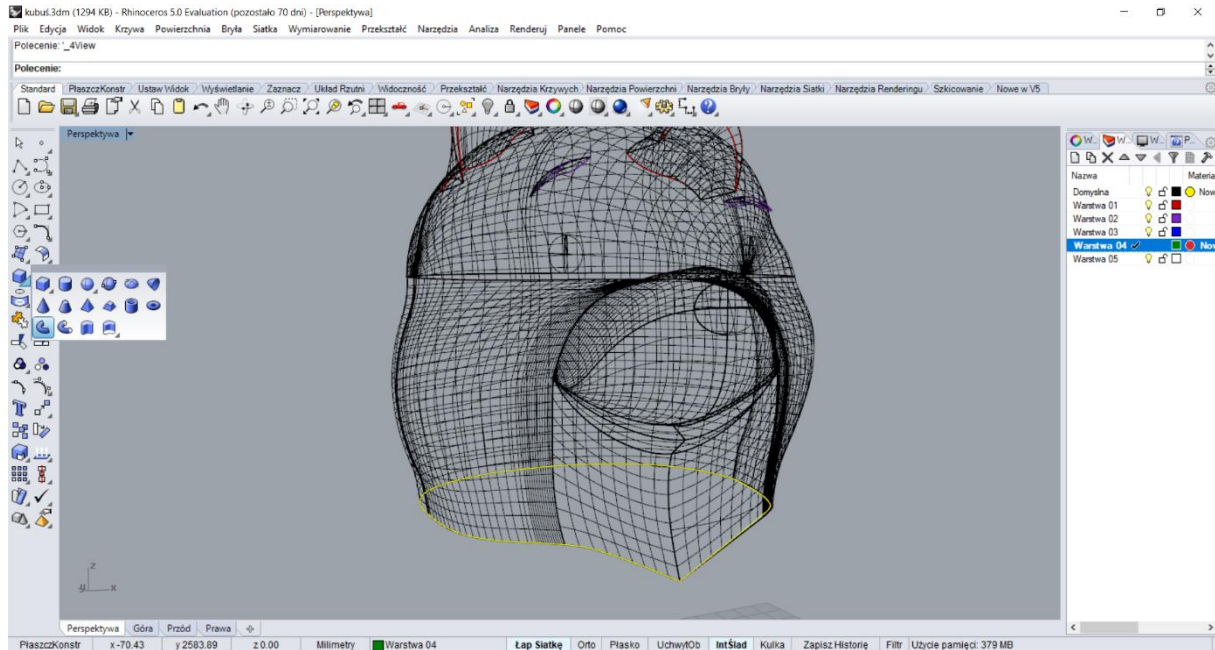 kubuś.3dm (1294 KB) - Rhinoceros 5.0 Evaluation (pozostało 70 dni) - [Perspektywa]
Plik Edycja Widok Krzywa Powierzchnia Bryła Siatka Wymiarowanie Przekształć Narzędzia Analiza Renderuj Panele Pomoc
Polecenie: '_4View
Polecenie:
Standard PłaszczKonstr Ustaw Widok Wyświetlanie Zaznacz Układ Rzutni Widoczność Przekształć Narzędzia Krzywych Narzędzia Powierzchni Narzędzia Bryły Narzędzia Siatki Narzędzia Renderingu Szkicowanie Nowe w V5
Perspektywa
W... W... W... P...
Nazwa Materia
Domyślna Now
Warstwa 01
Warstwa 02
Warstwa 03
Warstwa 04 Nov
Warstwa 05
z
y x
Perspektywa Góra Przód Prawa
PłaszczKonstr x -70.43 y 2583.89 z 0.00 Milimetry Warstwa 04 Łap Siatkę Orto Płasko UchwytOb IntŚlad Kulka Zapisz Historię Filtr Użycie pamięci: 379 MB